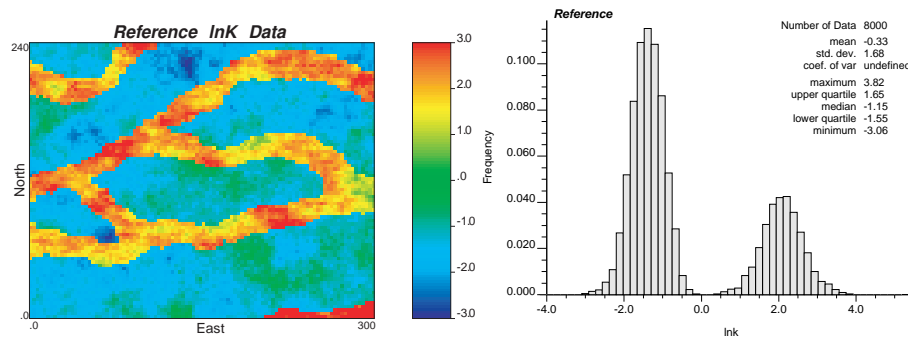 Reference lnK Data
240
North
.0
.0
East
300
3.0
2.0
1.0
.0
-1.0
-2.0
-3.0
Reference
Frequency
0.100
0.080
0.060
0.040
0.020
0.000
-4.0 -2.0 0.0 2.0 4.0
lnk
Number of Data 8000
mean -0.33
std. dev. 1.68
coef. of var undefined
maximum 3.82
upper quartile 1.65
median -1.15
lower quartile -1.55
minimum -3.06